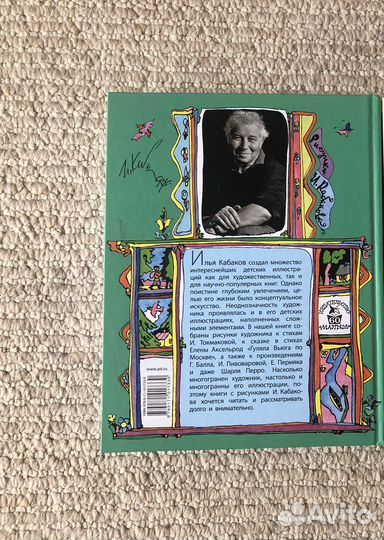 Рисунки И. Кабакова
Илья Кабаков создал множество
интереснейших детских иллюстра-
ций как для художественных, так и
для научно-популярных книг. Однако
поистине глубоким увлечением, це-
лью его жизни было концептуальное
искусство. Неоднозначность худож-
ника проявлялась и в его детских
иллюстрациях, наполненных слож-
ными элементами. В нашей книге со-
браны рисунки художника к стихам
И. Токмаковой, к сказке в стихах
Елены Аксельрод «Гуляла Вьюга по
Москве», а также к произведениям
Г. Балла, И. Пивоваровой, Е. Пермяка
и даже Шарля Перро. Насколько
многогранен художник, настолько и
многогранны его иллюстрации, по-
этому книги с рисунками И. Кабако-
ва хочется читать и рассматривать
долго и внимательно.
ИЗДАТЕЛЬСТВО
МАЛЫШ
www.ast.ru
Avito